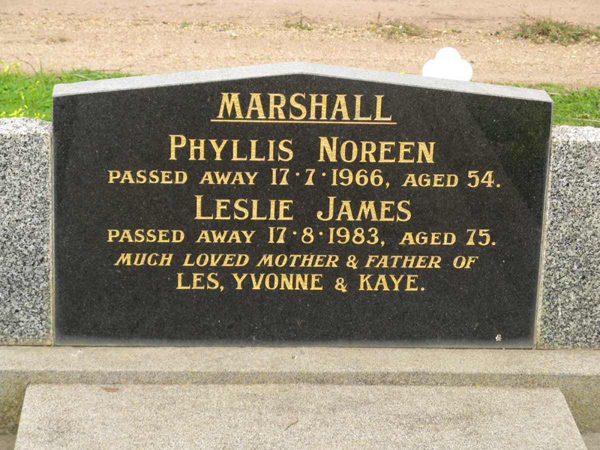 MARSHALL
PHYLLIS NOREEN
PASSED AWAY 17·7·1966, AGED 54.
LESLIE JAMES
PASSED AWAY 17·8·1983, AGED 75.
MUCH LOVED MOTHER & FATHER OF
LES, YVONNE & KAYE.